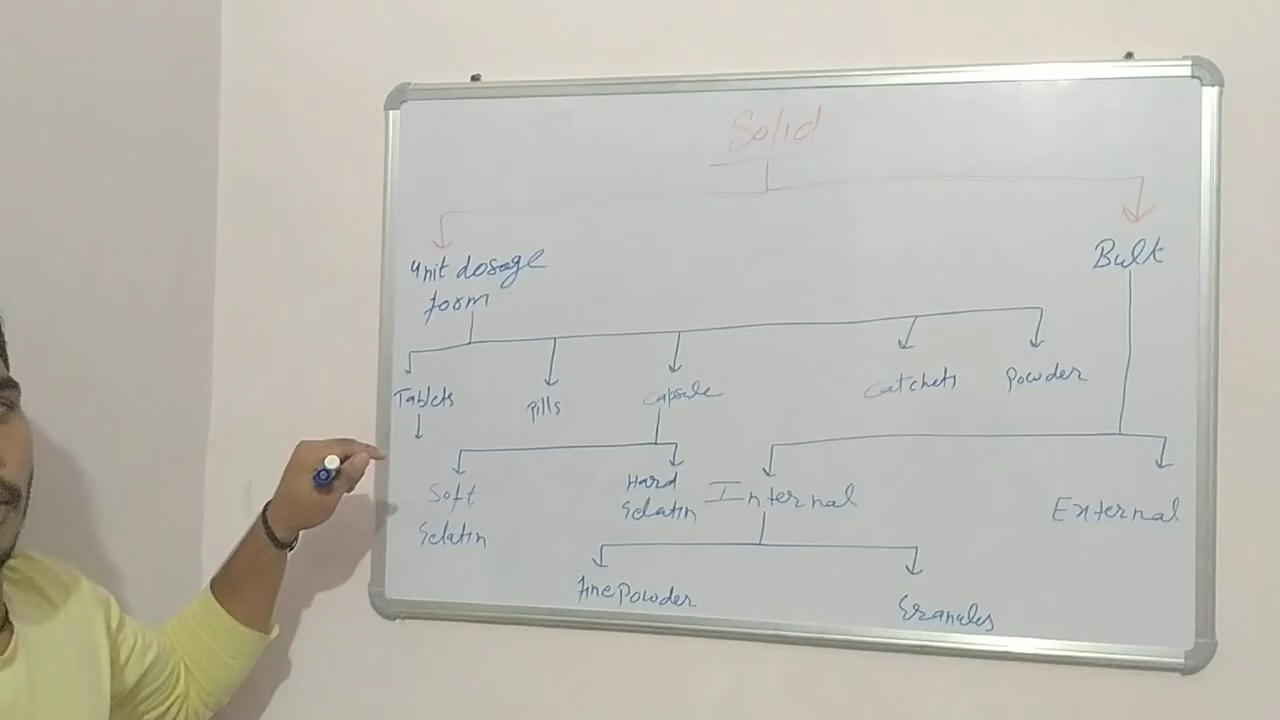 Solid
Unit dosage
form
Bulk
Tablets
Pills
Capsule
Catchets
Powder
Soft
Gelatin
Hard
Gelatin
Internal
External
Fine Powder
Granules